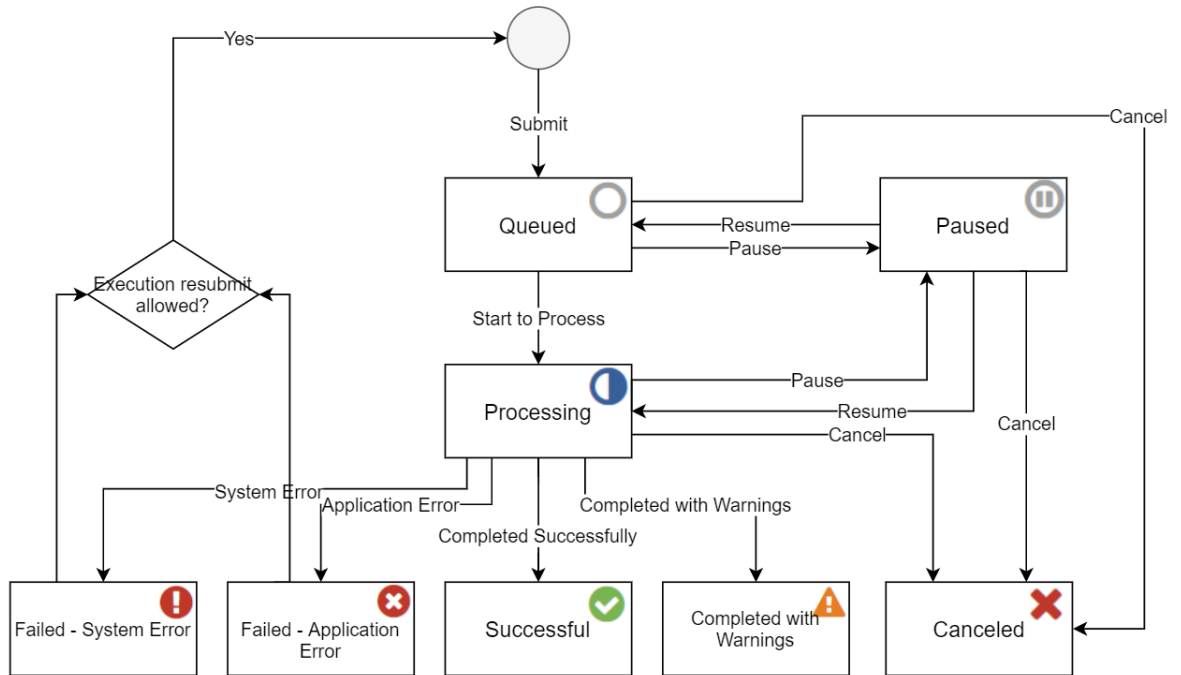 Yes
Cancel
Submit
Queued
Resume
Pause
Paused
Execution resubmit
allowed?
Start to Process
Pause
Processing
Resume
Cancel
Cancel
System Error
Application Error
Completed with Warnings
Completed Successfully
Failed - System Error
Failed - Application
Error
Successful
Completed with
Warnings
Canceled